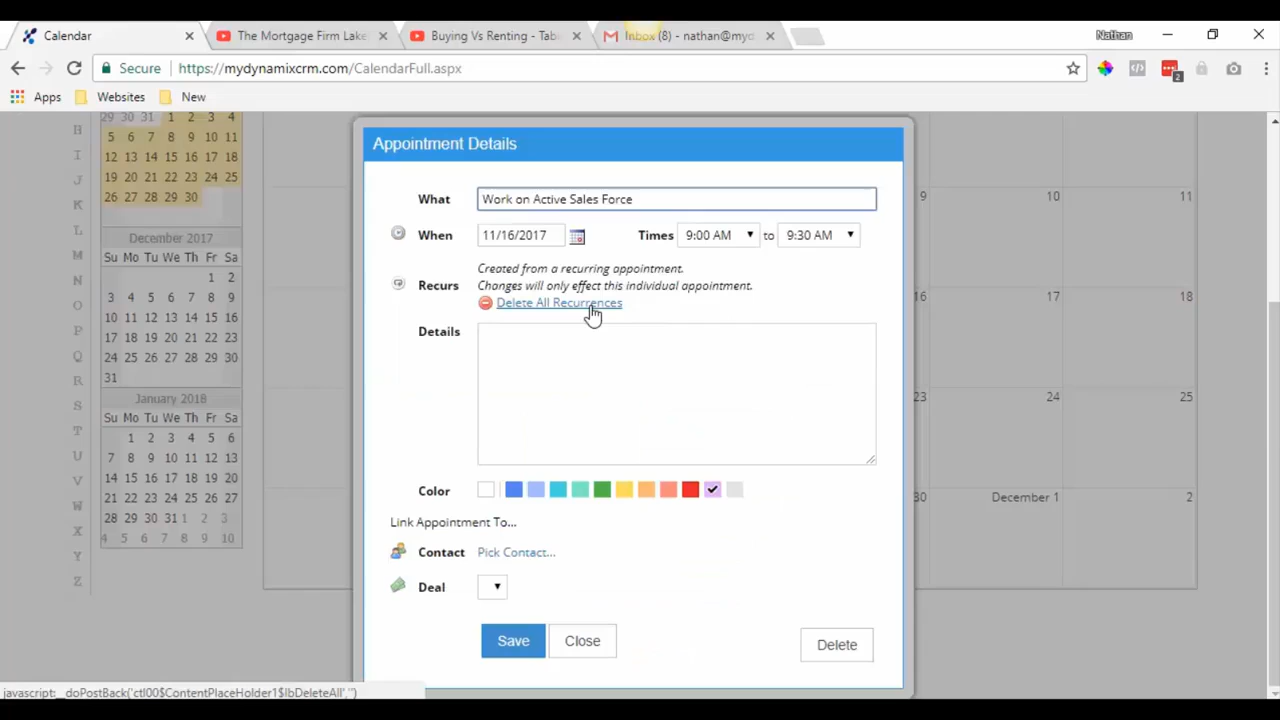 Calendar
The Mortgage Firm Lake
Buying Vs Renting - Tabl
Inbox (8) - nathan@myd
Nathan
Secure
https://mydynamixcrm.com/CalendarFull.aspx
2
Apps
Websites
New
29 30 31 1 2 3 4
5 6 7 8 9 10 11
12 13 14 15 16 17 18
19 20 21 22 23 24 25
26 27 28 29 30
December 2017
Su Mo Tu We Th Fr Sa
1 2
3 4 5 6 7 8 9
10 11 12 13 14 15 16
17 18 19 20 21 22 23
24 25 26 27 28 29 30
31
January 2018
Su Mo Tu We Th Fr Sa
1 2 3 4 5 6
7 8 9 10 11 12 13
14 15 16 17 18 19 20
21 22 23 24 25 26 27
28 29 30 31 1 2 3
4 5 6 7 8 9 10
H
I
J
K
L
M
N
O
P
Q
R
S
T
U
V
W
X
Y
Z
Appointment Details
What
Work on Active Sales Force
When
11/16/2017
Times
9:00 AM
to
9:30 AM
Recurs
Created from a recurring appointment.
Changes will only effect this individual appointment.
Delete All Recurrences
Details
Color
Link Appointment To...
Contact
Pick Contact...
Deal
Save
Close
Delete
9
10
11
16
17
18
23
24
25
30
December 1
2
javascript:__doPostBack('ctl00$ContentPlaceHolder1$lbDeleteAll','')